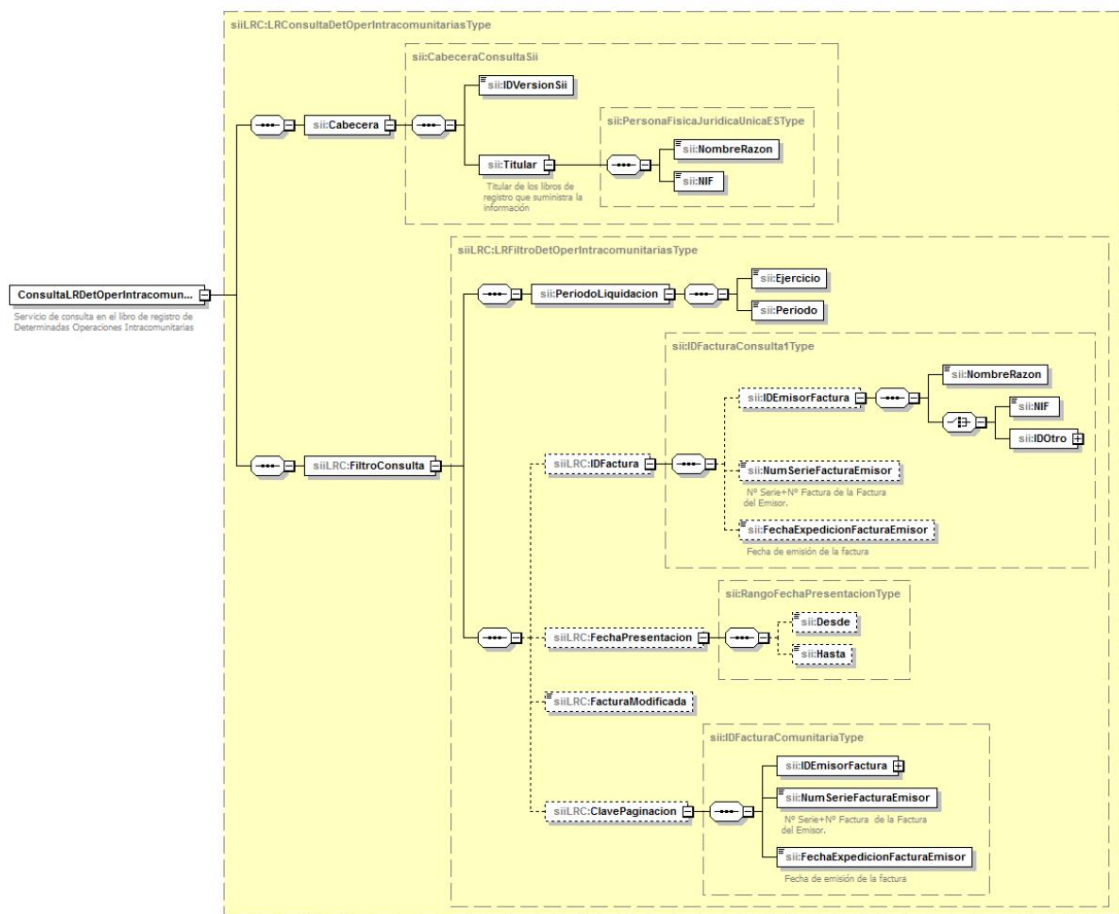 siiLRC:LRConsultaDetOperIntracomunitariasType
sii:CabeceraConsultaSii
sii:IDVersionSii
sii:PersonaFisicaJuridicaUnicaESType
sii:Cabecera
sii:NombreRazon
sii:Titular
sii:NIF
Titular de los libros de
registro que suministra la
información
siiLRC:LRFiltroDetOperIntracomunitariasType
sii:Ejercicio
ConsultaLRDetOperIntracomun...
sii:PeriodoLiquidacion
sii:Periodo
Servicio de consulta en el libro de registro de
Determinadas Operaciones Intracomunitarias
sii:IDFacturaConsulta1Type
sii:NombreRazon
sii:IDEmisorFactura
sii:NIF
sii:IDOtro
siiLRC:FiltroConsulta
siiLRC:IDFactura
sii:NumSerieFacturaEmisor
Nº Serie+Nº Factura de la Factura
del Emisor.
sii:FechaExpedicionFacturaEmisor
Fecha de emisión de la factura
sii:RangoFechaPresentacionType
sii:Desde
siiLRC:FechaPresentacion
sii:Hasta
siiLRC:FacturaModificada
sii:IDFacturaComunitariaType
sii:IDEmisorFactura
sii:NumSerieFacturaEmisor
siiLRC:ClavePaginacion
Nº Serie+Nº Factura de la Factura
del Emisor.
sii:FechaExpedicionFacturaEmisor
Fecha de emisión de la factura